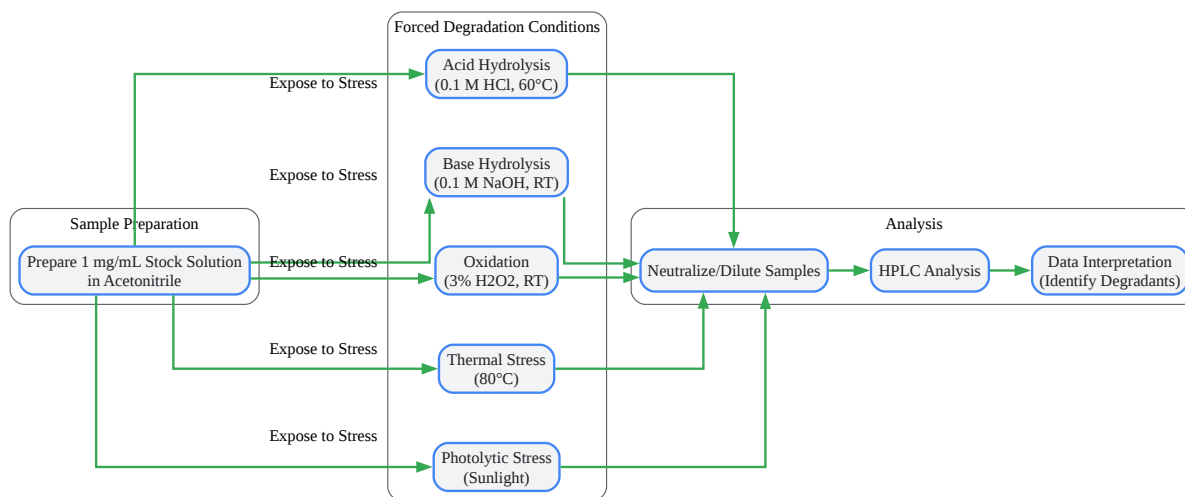 Forced Degradation Conditions
Acid Hydrolysis
(0.1 M HCl, 60°C)
Expose to Stress
Base Hydrolysis
(0.1 M NaOH, RT)
Expose to Stress
Sample Preparation
Prepare 1 mg/mL Stock Solution
in Acetonitrile
Expose to Stress
Oxidation
(3% H2O2, RT)
Analysis
Neutralize/Dilute Samples
HPLC Analysis
Data Interpretation
(Identify Degradants)
Expose to Stress
Thermal Stress
(80°C)
Expose to Stress
Photolytic Stress
(Sunlight)